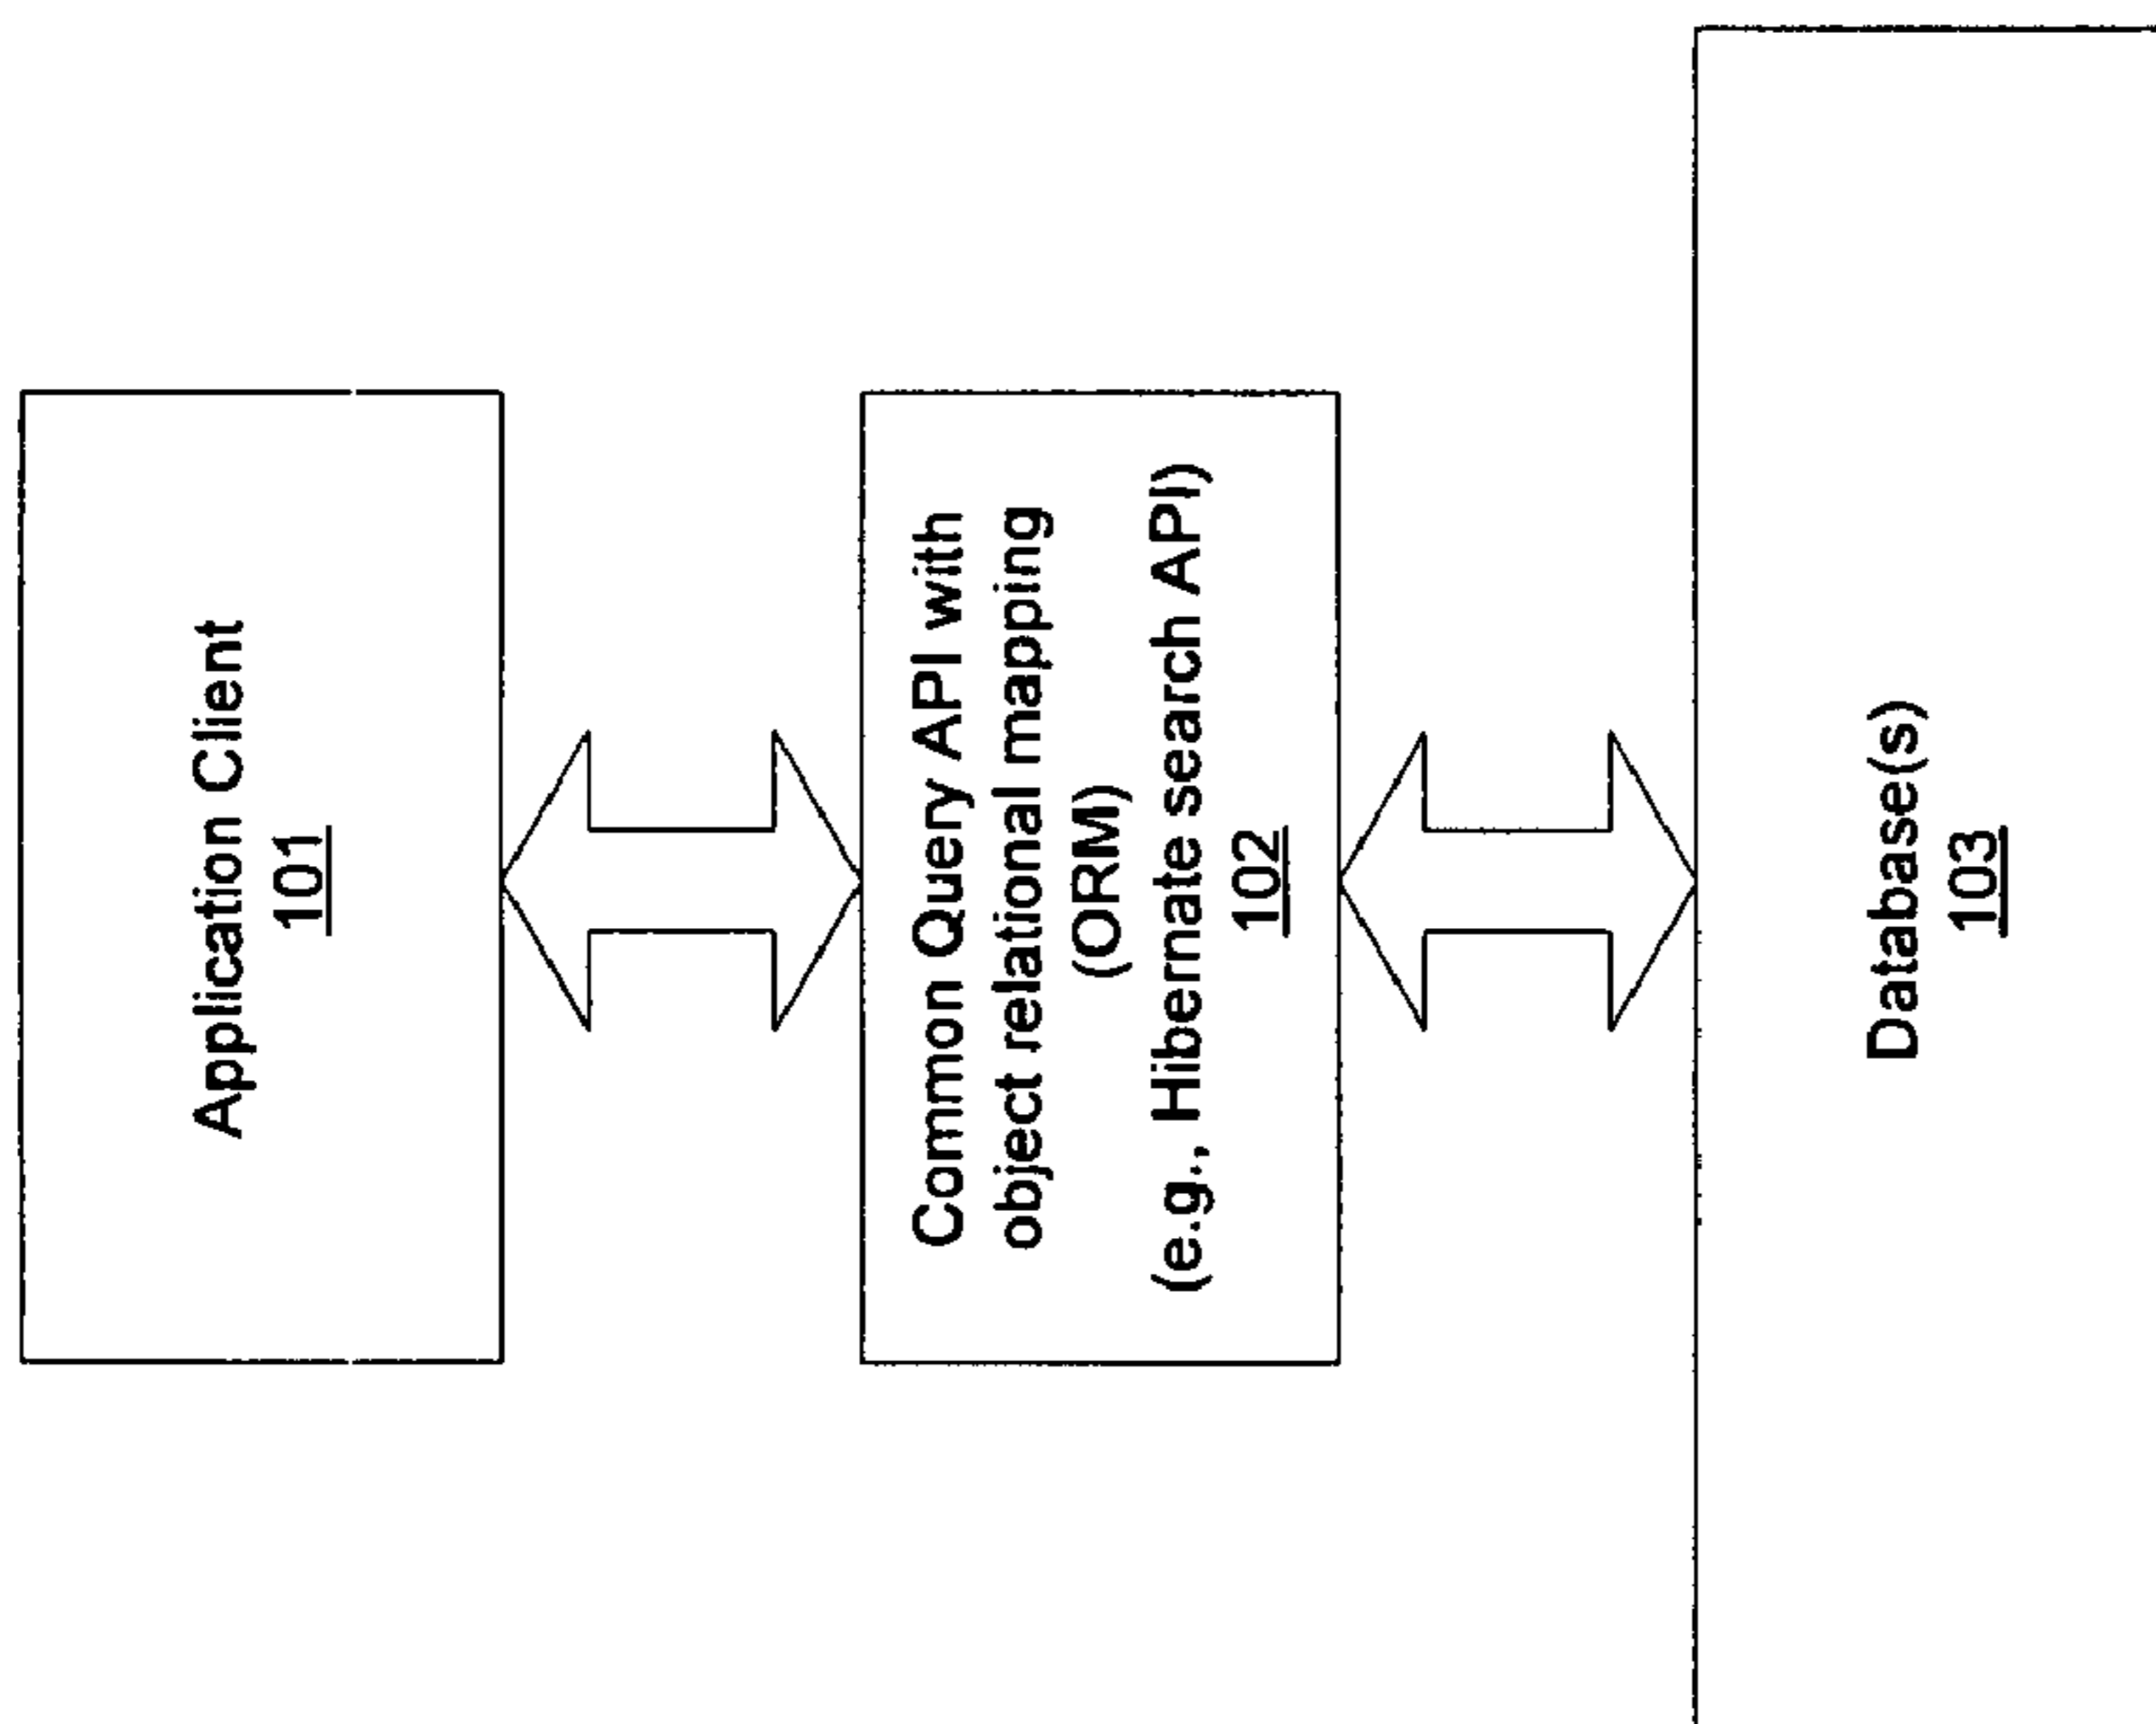 Application Client
101
Common Query API with
object relational mapping
(ORM)
(e.g., Hibernate search API)
102
Database(s)
103